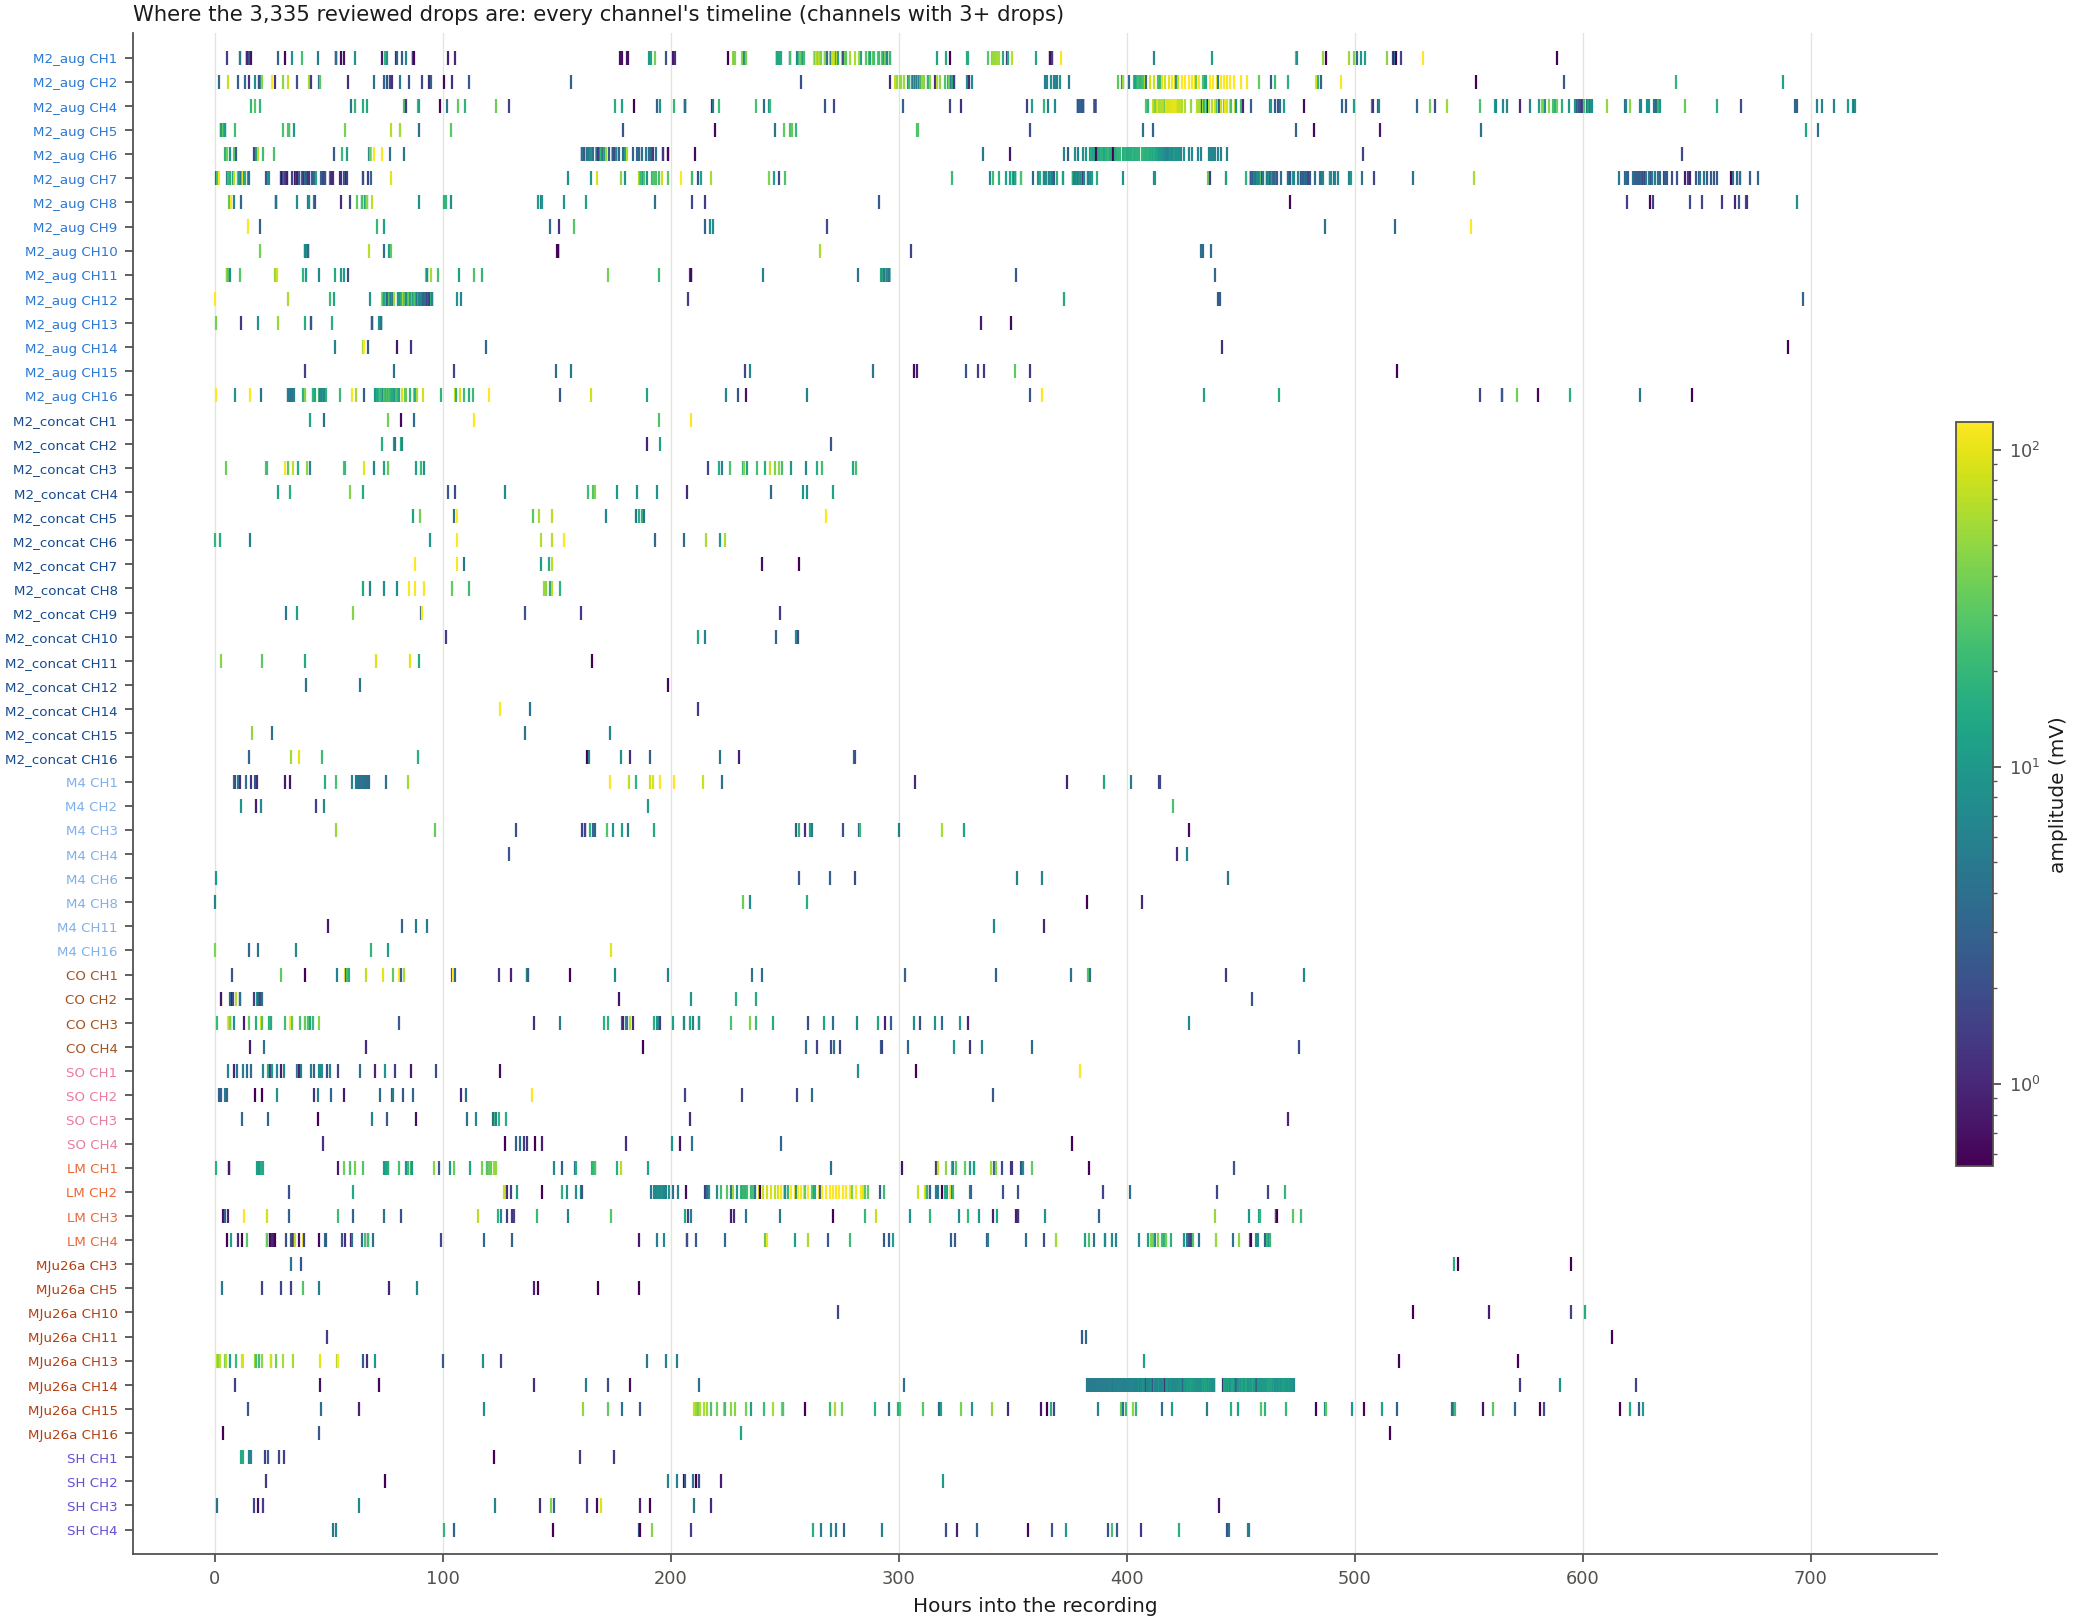 Where the 3,335 reviewed drops are: every channel's timeline (channels with 3+ drops)
M2_aug CH1
M2_aug CH2
M2_aug CH4
M2_aug CH5
M2_aug CH6
M2_aug CH7
M2_aug CH8
M2_aug CH9
M2_aug CH10
M2_aug CH11
M2_aug CH12
M2_aug CH13
M2_aug CH14
M2_aug CH15
M2_aug CH16
M2_concat CH1
M2_concat CH2
M2_concat CH3
M2_concat CH4
M2_concat CH5
M2_concat CH6
M2_concat CH7
M2_concat CH8
M2_concat CH9
M2_concat CH10
M2_concat CH11
M2_concat CH12
M2_concat CH14
M2_concat CH15
M2_concat CH16
M4 CH1
M4 CH2
M4 CH3
M4 CH4
M4 CH6
M4 CH8
M4 CH11
M4 CH16
CO CH1
CO CH2
CO CH3
CO CH4
SO CH1
SO CH2
SO CH3
SO CH4
LM CH1
LM CH2
LM CH3
LM CH4
MJu26a CH3
MJu26a CH5
MJu26a CH10
MJu26a CH11
MJu26a CH13
MJu26a CH14
MJu26a CH15
MJu26a CH16
SH CH1
SH CH2
SH CH3
SH CH4
0 100 200 300 400 500 600 700
Hours into the recording
10²
10¹
10⁰
amplitude (mV)